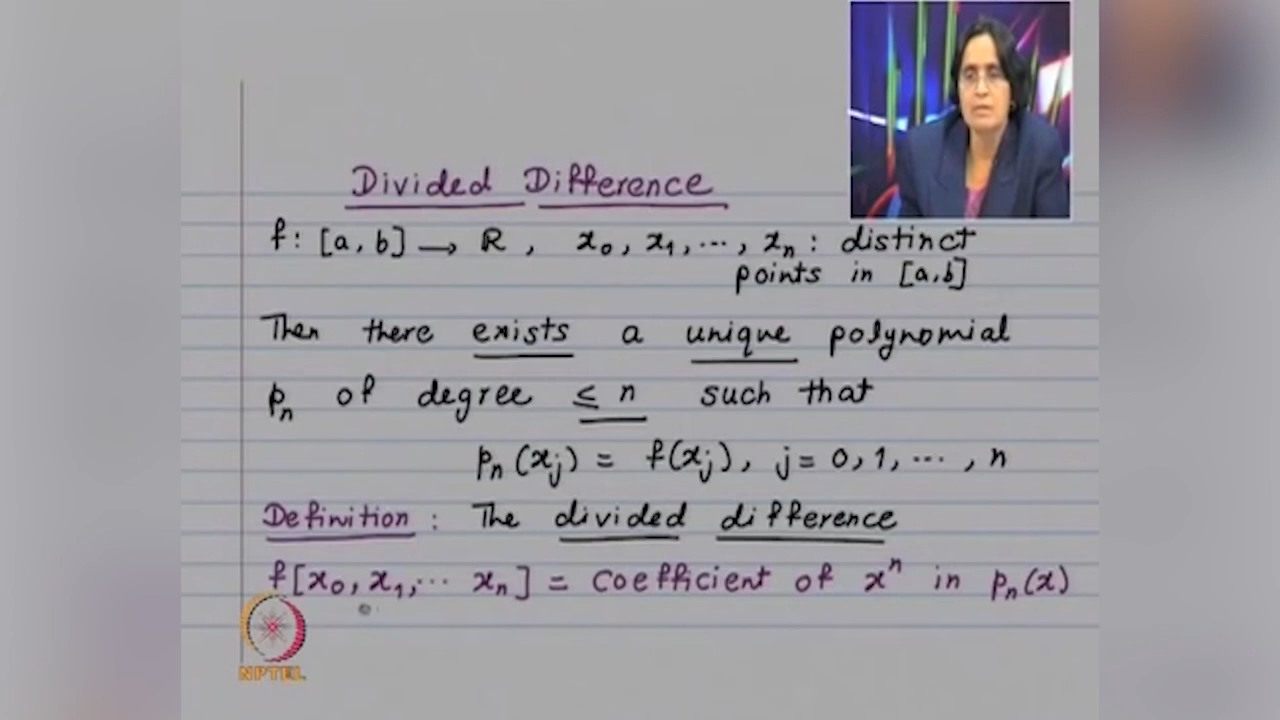 Divided Difference
f: [a, b] → R, x₀, x₁, ⋯, xₙ : distinct
points in [a,b]
Then there exists a unique polynomial
pₙ of degree ≤ n such that
pₙ(xⱼ) = f(xⱼ), j = 0, 1, ⋯, n
Definition : The divided difference
f[x₀, x₁, ⋯ xₙ] = coefficient of xⁿ in pₙ(x)
NPTEL